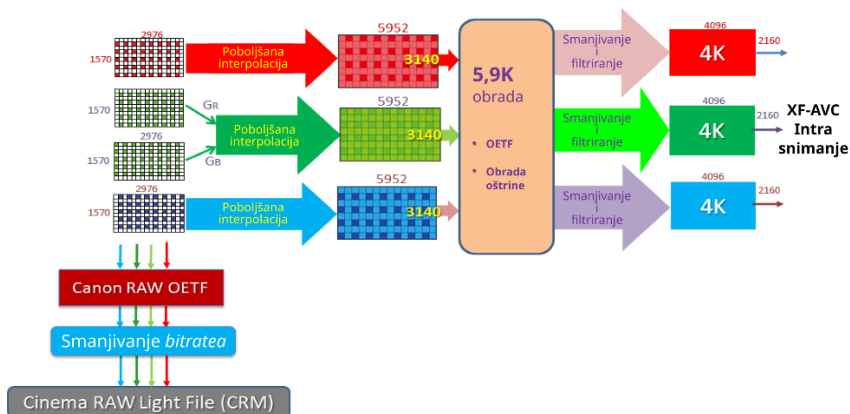 2976
1570
Poboljšana
interpolacija
5952
3140
5,9K
obrada
• OETF
• Obrada
oštrine
Smanjivanje
i
filtriranje
4096
4K
2160
1570
GR
2976
1570
GB
Poboljšana
interpolacija
5952
3140
Smanjivanje
i
filtriranje
4096
4K
2160
XF-AVC
Intra
snimanje
2976
1570
Poboljšana
interpolacija
5952
3140
Smanjivanje
i
filtriranje
4096
4K
2160
Canon RAW OETF
Smanjivanje bitratea
Cinema RAW Light File (CRM)